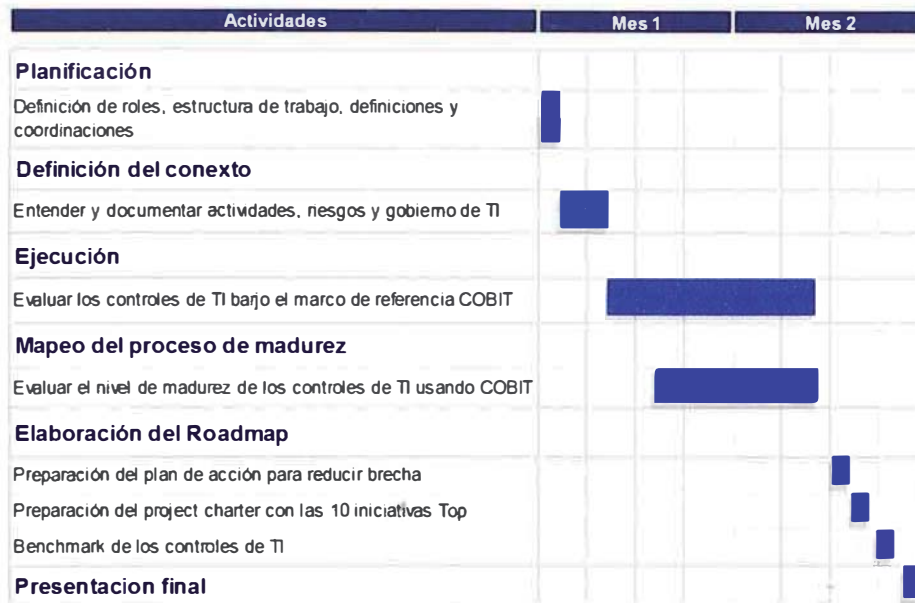 Actividades Mes 1 Mes 2
Planificación
Definición de roles, estructura de trabajo, definiciones y
coordinaciones
Definición del conexto
Entender y documentar actividades, riesgos y gobierno de TI
Ejecución
Evaluar los controles de TI barjo el marco de referencia COBIT
Mapeo del proceso de madurez
Evaluar el nivel de madurez de los controles de TI usando COBIT
Elaboración del Roadmap
Preparación del plan de acción para reducir brecha
Preparación del project charter con las 10 iniciativas Top
Benchmark de los controles de TI
Presentacion final